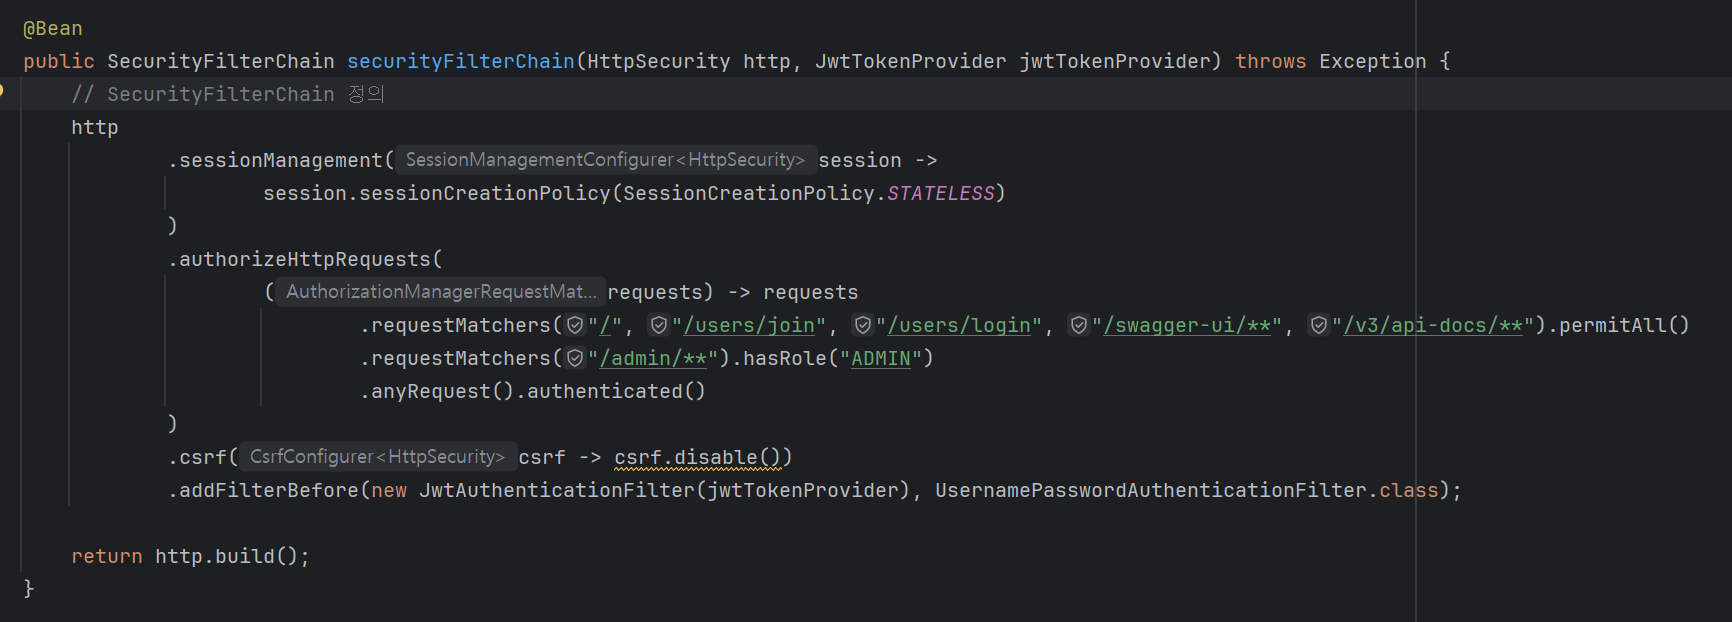 @Bean
public SecurityFilterChain securityFilterChain(HttpSecurity http, JwtTokenProvider jwtTokenProvider) throws Exception {
// SecurityFilterChain 정의
http
.sessionManagement( SessionManagementConfigurer<HttpSecurity> session ->
session.sessionCreationPolicy(SessionCreationPolicy.STATELESS)
)
.authorizeHttpRequests(
( AuthorizationManagerRequestMat... requests) -> requests
.requestMatchers("/", "/users/join", "/users/login", "/swagger-ui/**", "/v3/api-docs/**").permitAll()
.requestMatchers("/admin/**").hasRole("ADMIN")
.anyRequest().authenticated()
)
.csrf( CsrfConfigurer<HttpSecurity> csrf -> csrf.disable())
.addFilterBefore(new JwtAuthenticationFilter(jwtTokenProvider), UsernamePasswordAuthenticationFilter.class);
return http.build();
}